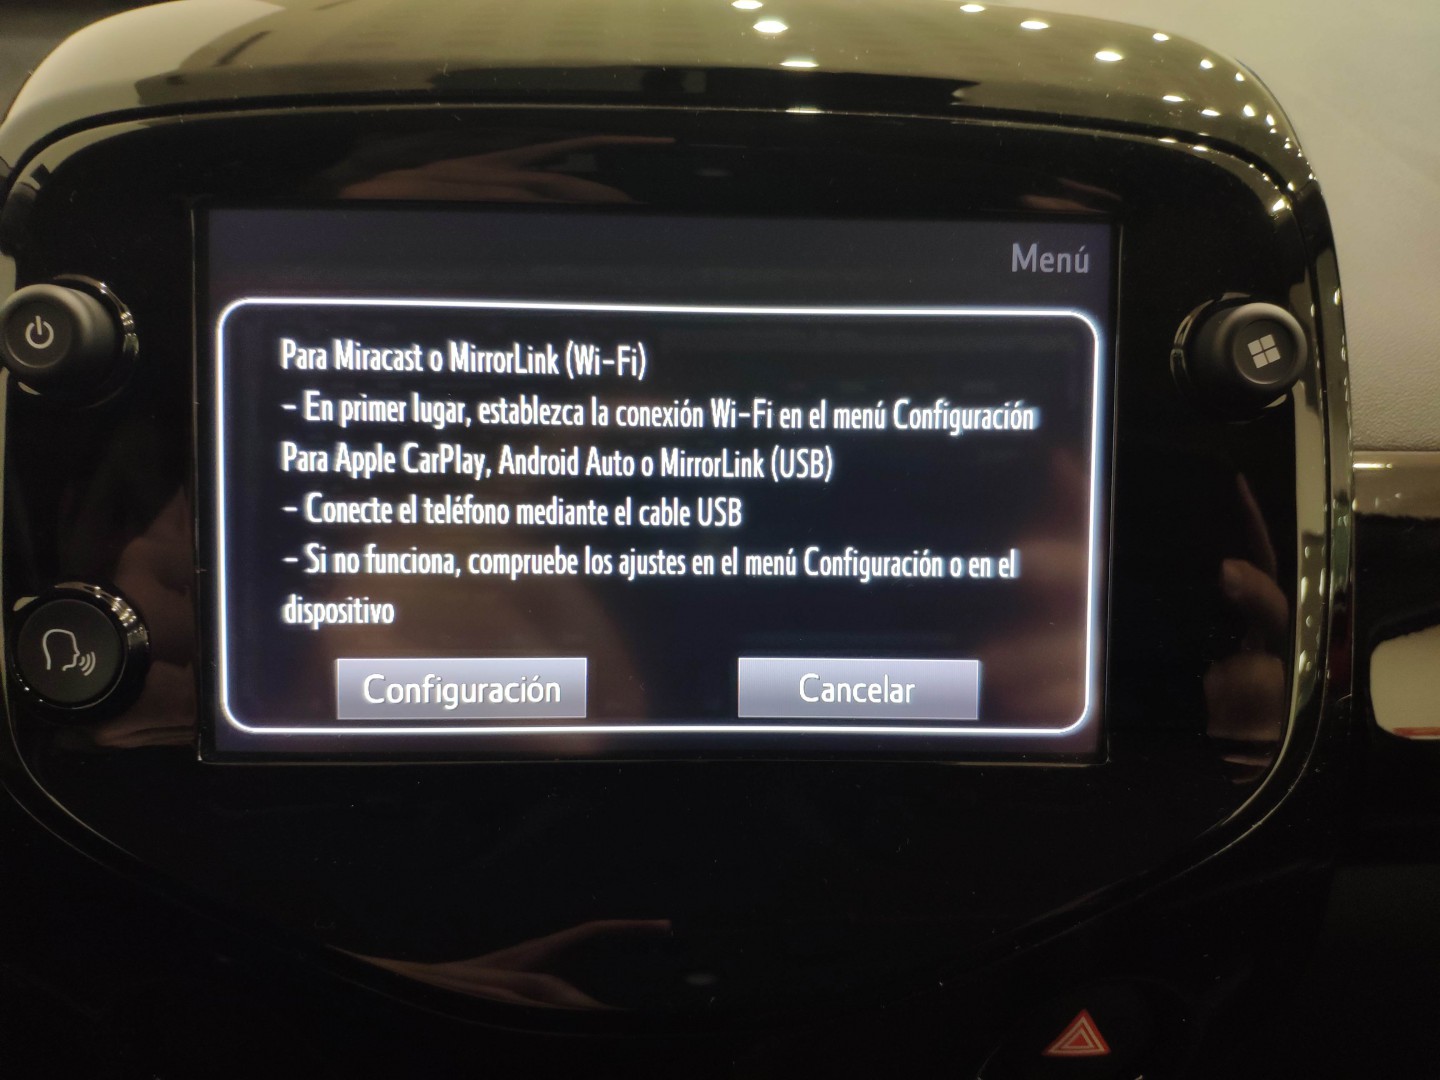 Menú
Para Miracast o MirrorLink (Wi-Fi)
- En primer lugar, establezca la conexión Wi-Fi en el menú Configuración
Para Apple CarPlay, Android Auto o MirrorLink (USB)
- Conecte el teléfono mediante el cable USB
- Si no funciona, compruebe los ajustes en el menú Configuración o en el
dispositivo
Configuración
Cancelar